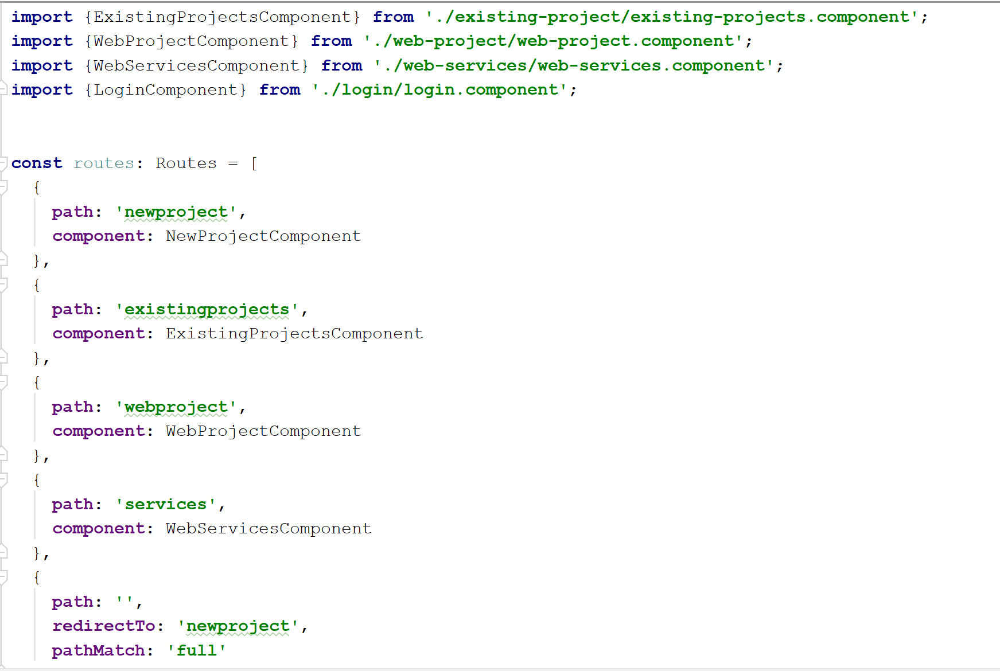 import {ExistingProjectsComponent} from './existing-project/existing-projects.component';
import {WebProjectComponent} from './web-project/web-project.component';
import {WebServicesComponent} from './web-services/web-services.component';
import {LoginComponent} from './login/login.component';
const routes: Routes = [
{
path: 'newproject',
component: NewProjectComponent
},
{
path: 'existingprojects',
component: ExistingProjectsComponent
},
{
path: 'webproject',
component: WebProjectComponent
},
{
path: 'services',
component: WebServicesComponent
},
{
path: '',
redirectTo: 'newproject',
pathMatch: 'full'